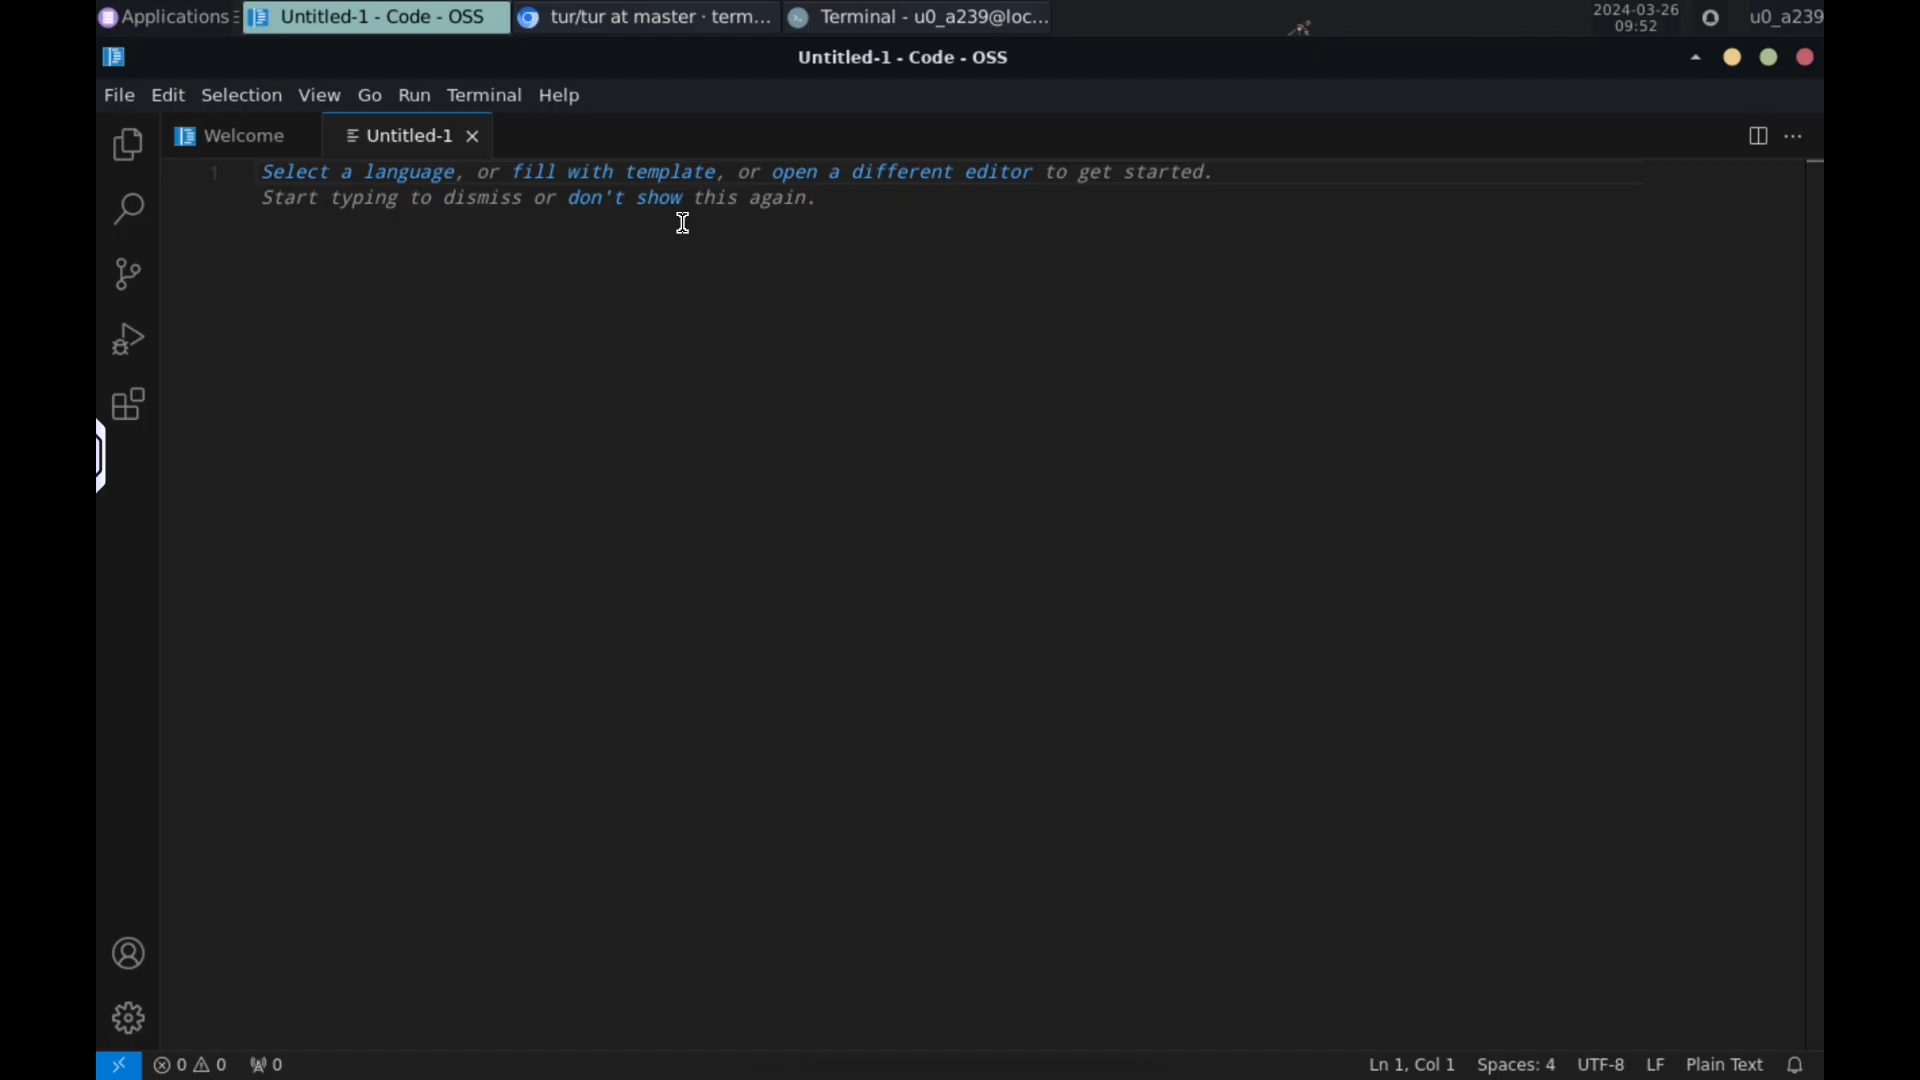 Applications Untitled-1 - Code - OSS tur/tur at master · term... Terminal - u0_a239@loc... 2024-03-26 09:52 u0_a239
Untitled-1 - Code - OSS
File Edit Selection View Go Run Terminal Help
Welcome Untitled-1
1 Select a language, or fill with template, or open a different editor to get started.
Start typing to dismiss or don't show this again.
0 0 0 Ln 1, Col 1 Spaces: 4 UTF-8 LF Plain Text